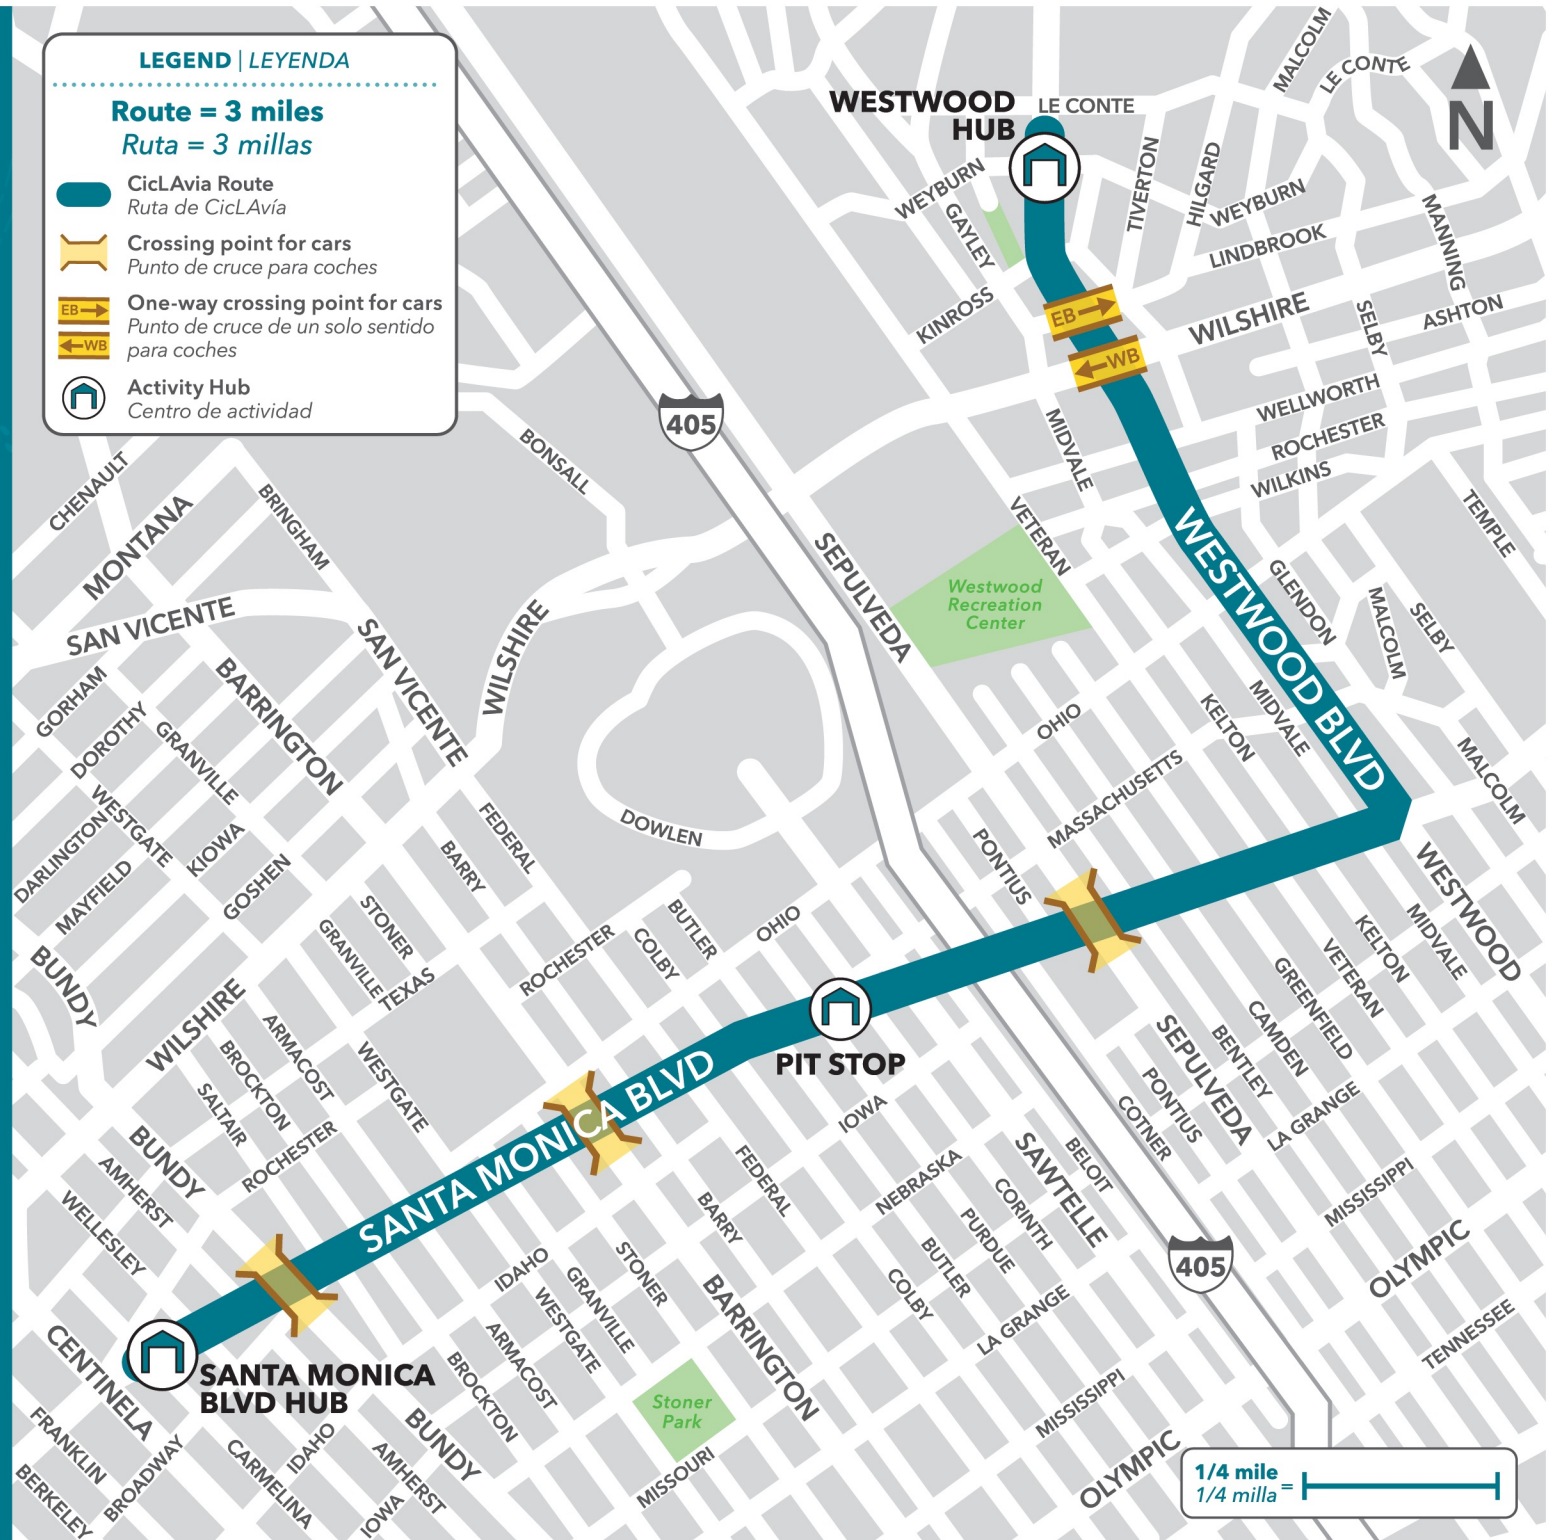 LEGEND | LEYENDA
Route = 3 miles
Ruta = 3 millas
CicLAvia Route
Ruta de CicLAvía
Crossing point for cars
Punto de cruce para coches
EB
One-way crossing point for cars
Punto de cruce de un solo sentido
WB
para coches
Activity Hub
Centro de actividad
WESTWOOD
HUB
LE CONTE
MALCOLM
LE CONTE
N
WEYBURN
GAYLEY
TIVERTON
HILGARD
WEYBURN
LINDBROOK
MANNING
KINROSS
EB
WB
WILSHIRE
SELBY
ASHTON
WELLWORTH
ROCHESTER
WILKINS
MIDVALE
405
BONSALL
CHENAULT
MONTANA
BRINGHAM
VETERAN
SEPULVEDA
TEMPLE
WESTWOOD BLVD
Westwood
Recreation
Center
GLENDON
MALCOLM
SELBY
SAN VICENTE
SAN VICENTE
WILSHIRE
GORHAM
BARRINGTON
DOROTHY
GRANVILLE
OHIO
KELTON
MIDVALE
MALCOLM
MASSACHUSETTS
WESTGATE
DARLINGTON
KIOWA
MAYFIELD
GOSHEN
FEDERAL
BARRY
DOWLEN
PONTIUS
WESTWOOD
STONER
GRANVILLE
TEXAS
ROCHESTER
COLBY
BUTLER
OHIO
KELTON
MIDVALE
VETERAN
GREENFIELD
CAMDEN
BENTLEY
SEPULVEDA
PONTIUS
COTNER
LA GRANGE
BUNDY
WILSHIRE
ARMACOST
BROCKTON
SALTAIR
WESTGATE
ROCHESTER
PIT STOP
IOWA
SANTA MONICA BLVD
BUNDY
AMHERST
WELLESLEY
FEDERAL
BARRY
NEBRASKA
SAWTELLE
BELOIT
CORINTH
PURDUE
BUTLER
COLBY
MISSISSIPPI
OLYMPIC
405
TENNESSEE
LA GRANGE
IDAHO
STONER
GRANVILLE
WESTGATE
ARMACOST
BROCKTON
BARRINGTON
CENTINELA
SANTA MONICA
BLVD HUB
Stoner
Park
MISSISSIPPI
OLYMPIC
MISSOURI
FRANKLIN
BERKELEY
BROADWAY
CARMELINA
IDAHO
AMHERST
IOWA
BUNDY
1/4 mile
1/4 milla =